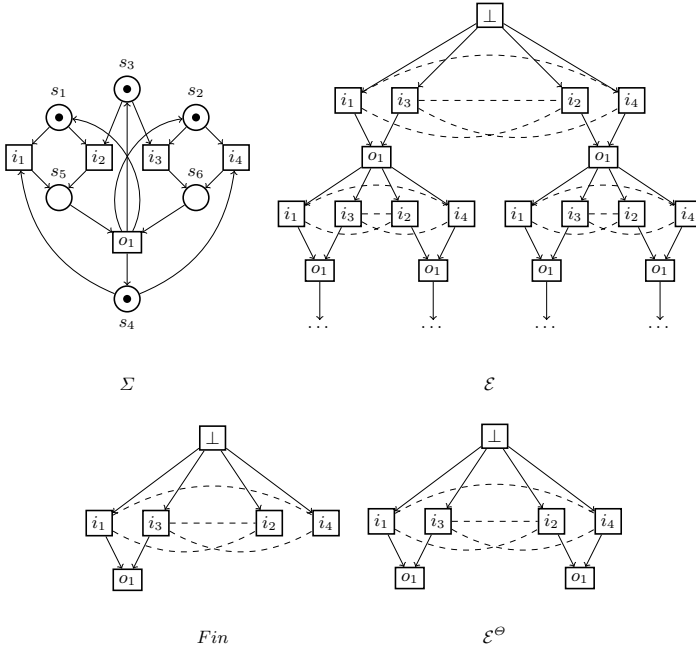 s₃
⊥
s₁ s₂
i₁ i₃ i₂ i₄
i₁ i₂ i₃ i₄
o₁ o₁
s₅ s₆
i₁ i₃ i₂ i₄ i₁ i₃ i₂ i₄
o₁
o₁ o₁ o₁ o₁
s₄
... ... ... ...
Σ ℰ
⊥ ⊥
i₁ i₃ i₂ i₄ i₁ i₃ i₂ i₄
o₁ o₁ o₁
Fin ℰ^Θ